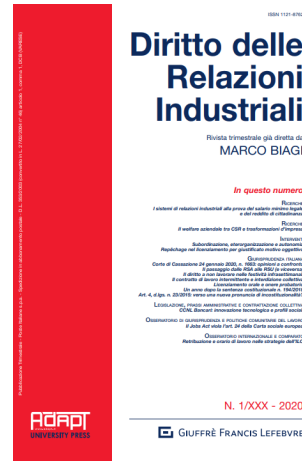 ISSN 1121-8762
Diritto delle
Relazioni
Industriali
Rivista trimestrale già diretta da
MARCO BIAGI
In questo numero
RICERCHE
I sistemi di relazioni industriali alla prova del salario minimo legale
e del reddito di cittadinanza
RICERCHE
Il welfare aziendale tra CSR e trasformazioni d'impresa
INTERVENTI
Subordinazione, eterorganizzazione e autonomia
Repêchage nel licenziamento per giustificato motivo oggettivo
GIURISPRUDENZA ITALIANA
Corte di Cassazione 24 gennaio 2020, n. 1663: opinioni a confronto
Il passaggio dalle RSA alle RSU (e viceversa)
Il diritto a non lavorare nelle festività infrasettimanali
Il contratto di lavoro intermittente e intendzione collettiva
Licenziamento orale e onere probatorio
Un anno dopo la sentenza costituzionale n. 194/2018
Art. 4, d.lgs. n. 23/2015: verso una nuova pronuncia di incostituzionalità?
LEGISLAZIONE, PRASSI AMMINISTRATIVE E CONTRATTAZIONE COLLETTIVA
CCNL Bancari: innovazione tecnologica e profili sociali
OSSERVATORIO DI GIURISPRUDENZA E POLITICHE COMUNITARIE DEL LAVORO
Il Jobs Act viola l'art. 24 della Carta sociale europea
OSSERVATORIO INTERNAZIONALE E COMPARATO
Retribuzione e orario di lavoro nella strategie dell'ILO
N. 1/XXX - 2020
GIUFFRÈ FRANCIS LEFEBVRE
ADAPT
UNIVERSITY PRESS